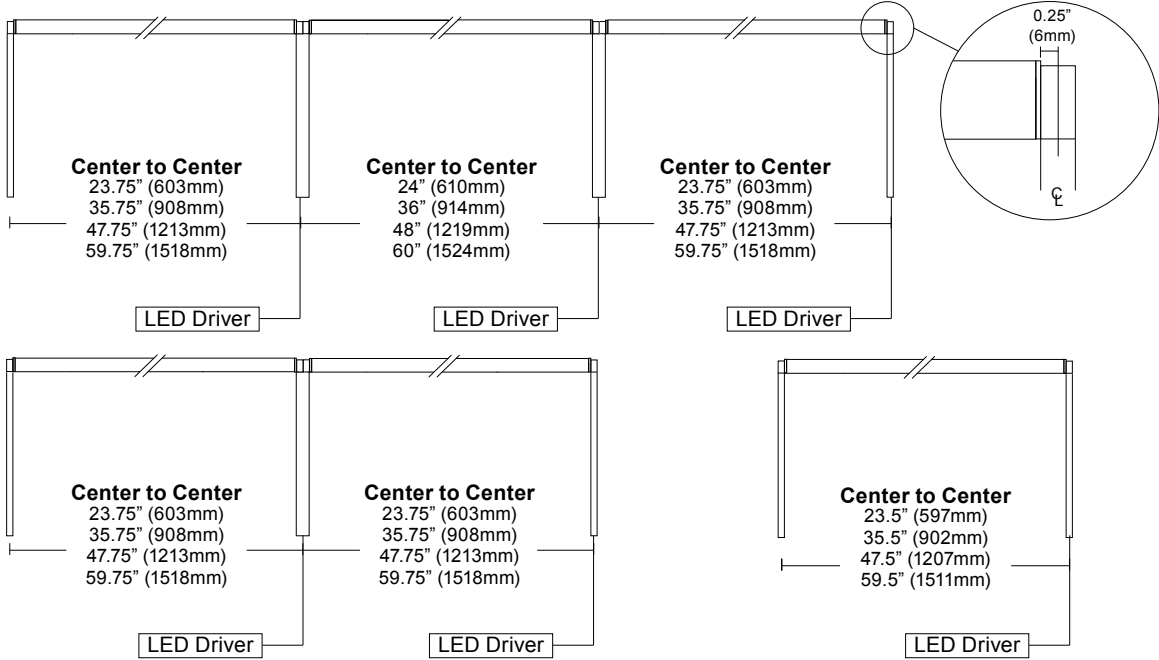 0.25”
(6mm)
℄
Center to Center
23.75” (603mm)
35.75” (908mm)
47.75” (1213mm)
59.75” (1518mm)
Center to Center
24” (610mm)
36” (914mm)
48” (1219mm)
60” (1524mm)
Center to Center
23.75” (603mm)
35.75” (908mm)
47.75” (1213mm)
59.75” (1518mm)
LED Driver
LED Driver
LED Driver
Center to Center
23.75” (603mm)
35.75” (908mm)
47.75” (1213mm)
59.75” (1518mm)
Center to Center
23.75” (603mm)
35.75” (908mm)
47.75” (1213mm)
59.75” (1518mm)
Center to Center
23.5” (597mm)
35.5” (902mm)
47.5” (1207mm)
59.5” (1511mm)
LED Driver
LED Driver
LED Driver